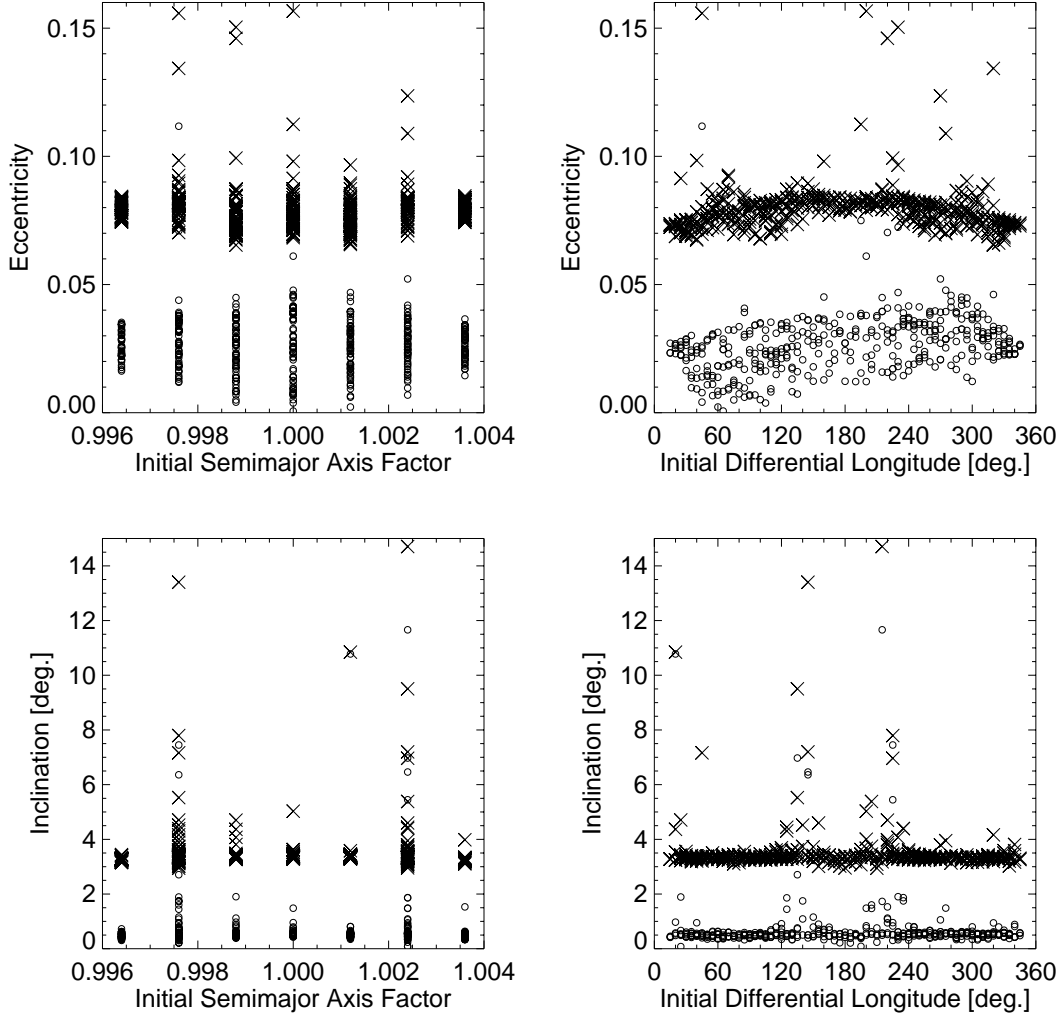 0.15
0.10
0.05
0.00
Eccentricity
0.996 0.998 1.000 1.002 1.004
Initial Semimajor Axis Factor
0.15
0.10
0.05
0.00
Eccentricity
0 60 120 180 240 300 360
Initial Differential Longitude [deg.]
14
12
10
8
6
4
2
0
Inclination [deg.]
0.996 0.998 1.000 1.002 1.004
Initial Semimajor Axis Factor
14
12
10
8
6
4
2
0
Inclination [deg.]
0 60 120 180 240 300 360
Initial Differential Longitude [deg.]